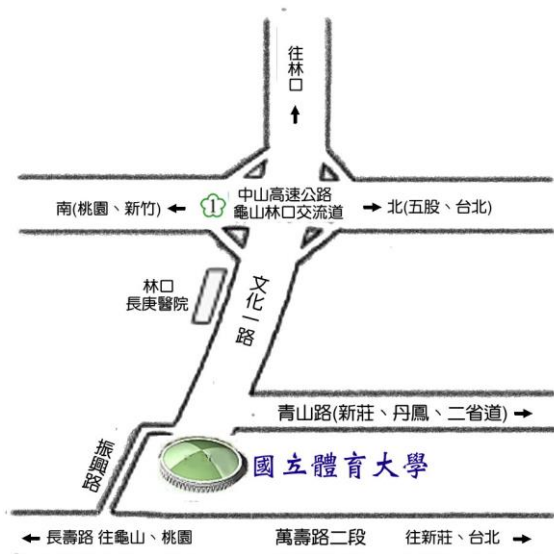 往林口
↑
南(桃園、新竹) ←
1
中山高速公路
龜山林口交流道
→ 北(五股、台北)
林口
長庚醫院
文化一路
青山路(新莊、丹鳳、二省道) →
振興路
國立體育大學
← 長壽路 往龜山、桃園
萬壽路二段
往新莊、台北 →